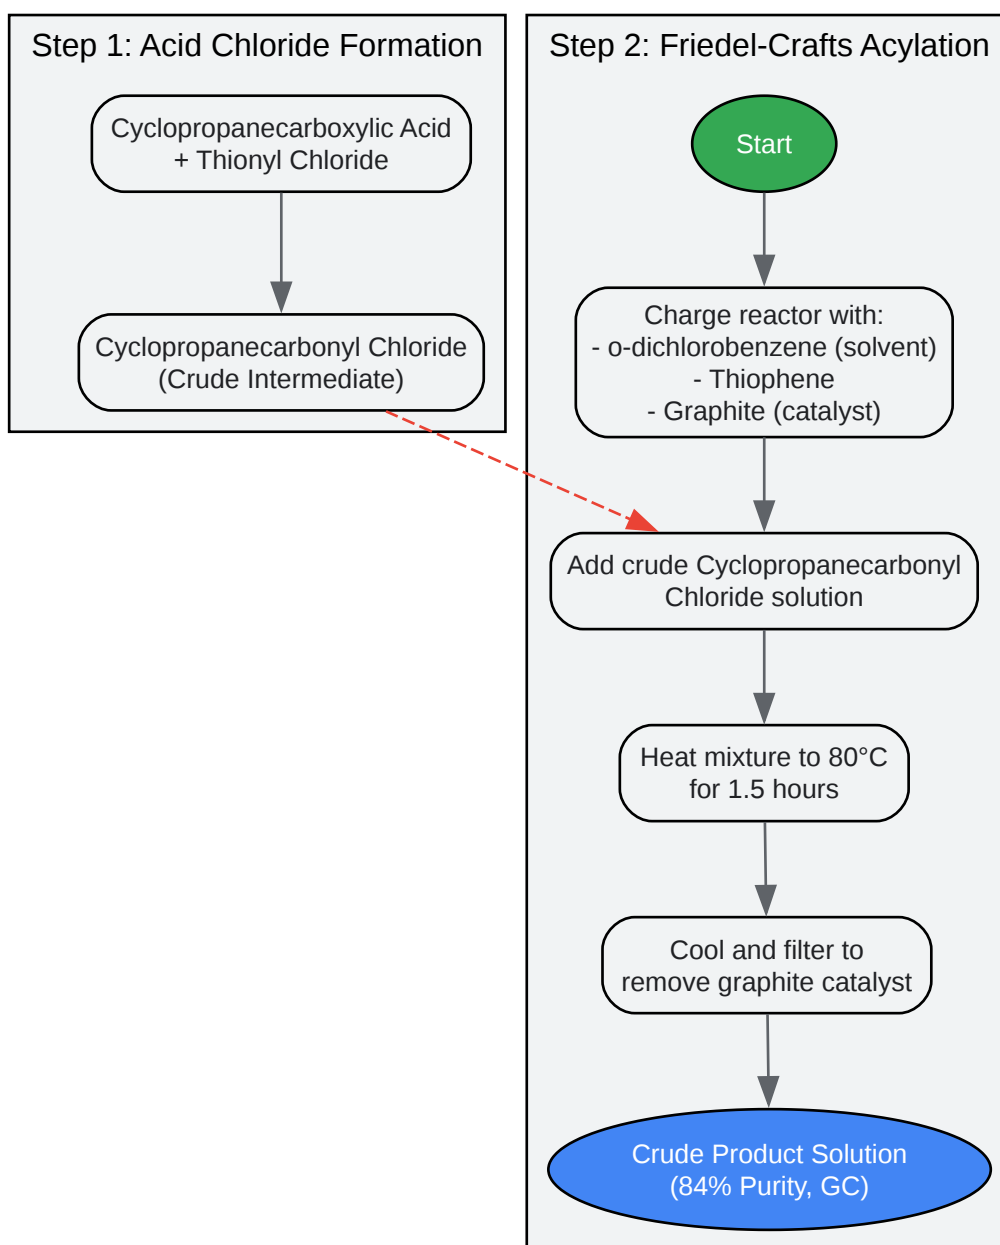 Step 1: Acid Chloride Formation
Cyclopropanecarboxylic Acid
+ Thionyl Chloride
Cyclopropanecarbonyl Chloride
(Crude Intermediate)
Step 2: Friedel-Crafts Acylation
Start
Charge reactor with:
- o-dichlorobenzene (solvent)
- Thiophene
- Graphite (catalyst)
Add crude Cyclopropanecarbonyl
Chloride solution
Heat mixture to 80°C
for 1.5 hours
Cool and filter to
remove graphite catalyst
Crude Product Solution
(84% Purity, GC)